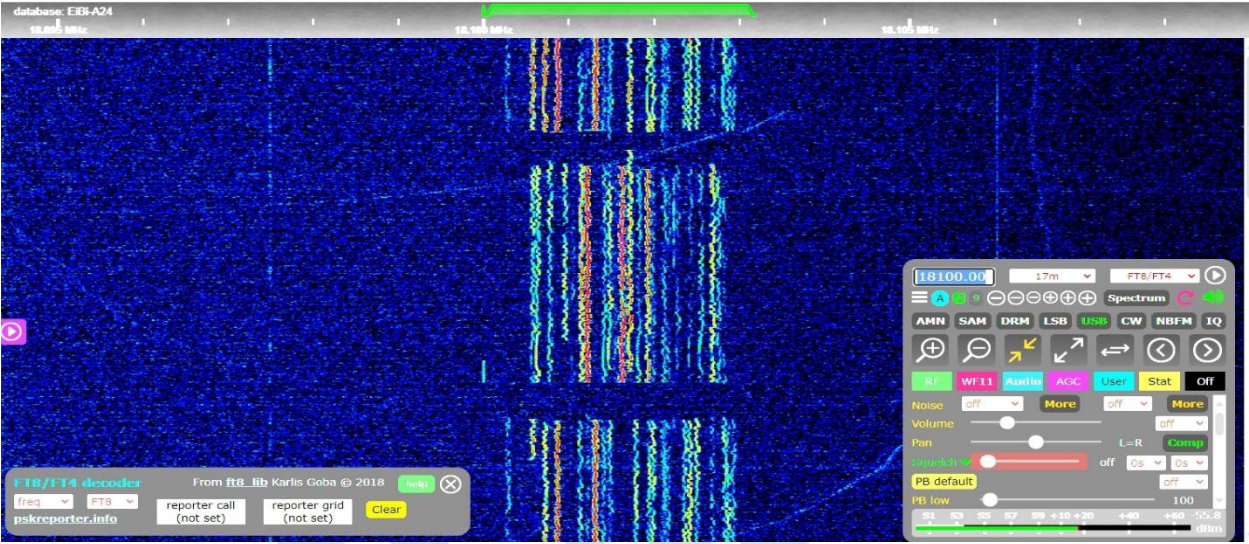 database: EiBi-A24
18.095 MHz 18.100 MHz 18.105 MHz
18100.00 17m FT8/FT4
A 9 Spectrum
AMN SAM DRM LSB USB CW NBFM IQ
RF WF11 Audio AGC User Stat Off
Noise off More off More
Volume off
Pan L=R Comp
Squelch off 0s 0s
PB default off
PB low 100
S1 S3 S5 S7 S9 +10 +20 +40 +60 -55.8
dBm
FT8/FT4 decoder From ft8_lib Karlis Goba © 2018 help
freq FT8 reporter call (not set) reporter grid (not set) Clear
pskreporter.info